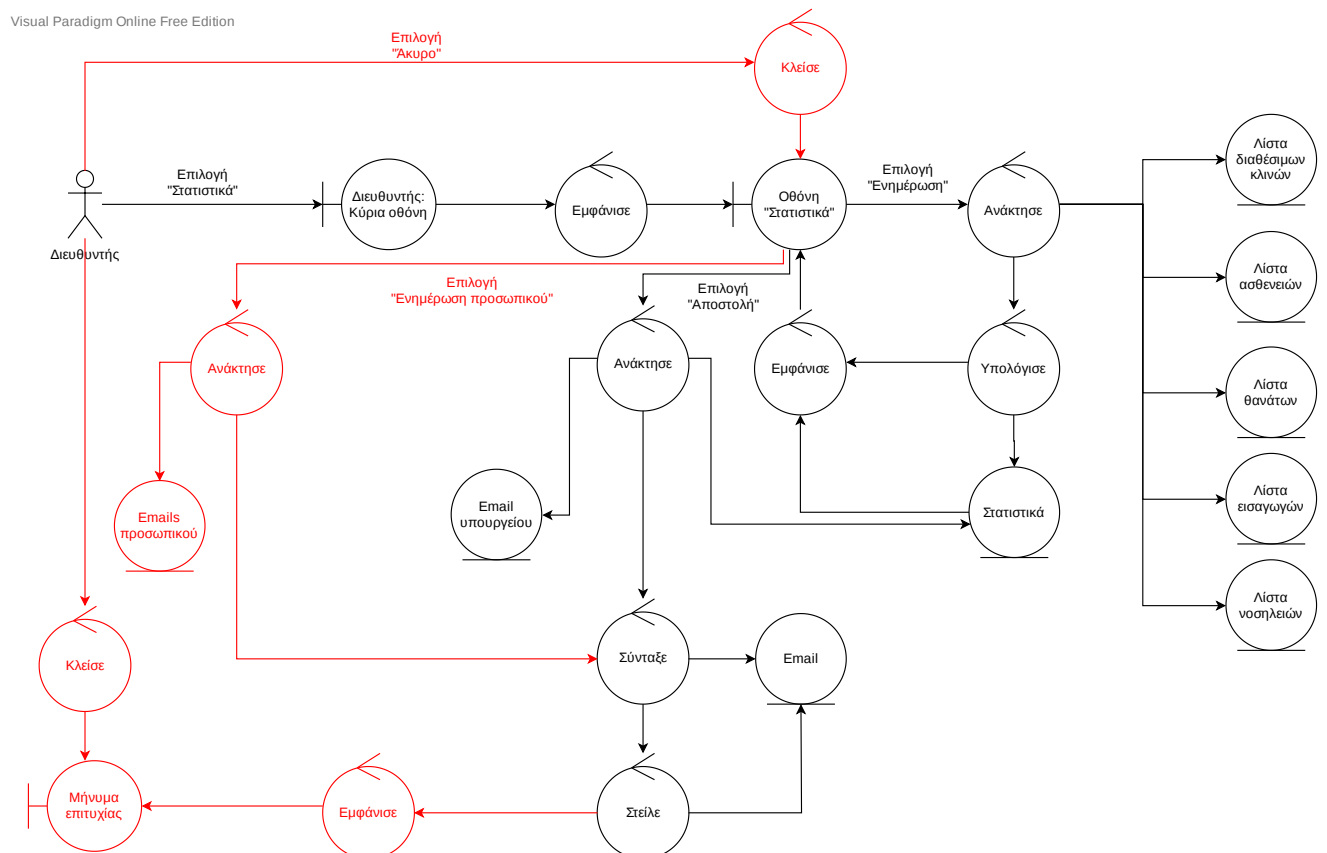 Visual Paradigm Online Free Edition
Επιλογή
"Άκυρο"
Κλείσε
Επιλογή
"Στατιστικά"
Διευθυντής:
Κύρια οθόνη
Εμφάνισε
Οθόνη
"Στατιστικά"
Επιλογή
"Ενημέρωση"
Ανάκτησε
Λίστα
διαθέσιμων
κλινών
Διευθυντής
Επιλογή
"Ενημέρωση προσωπικού"
Επιλογή
"Αποστολή"
Λίστα
ασθενειών
Ανάκτησε
Ανάκτησε
Εμφάνισε
Υπολόγισε
Λίστα
θανάτων
Emails
προσωπικού
Email
υπουργείου
Στατιστικά
Λίστα
εισαγωγών
Λίστα
νοσηλειών
Κλείσε
Σύνταξε
Email
Μήνυμα
επιτυχίας
Εμφάνισε
Στείλε